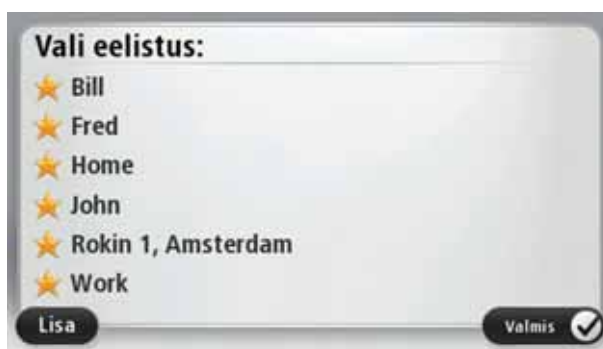 Vali eelistus:
Bill
Fred
Home
John
Rokin 1, Amsterdam
Work
Lisa
Valmis